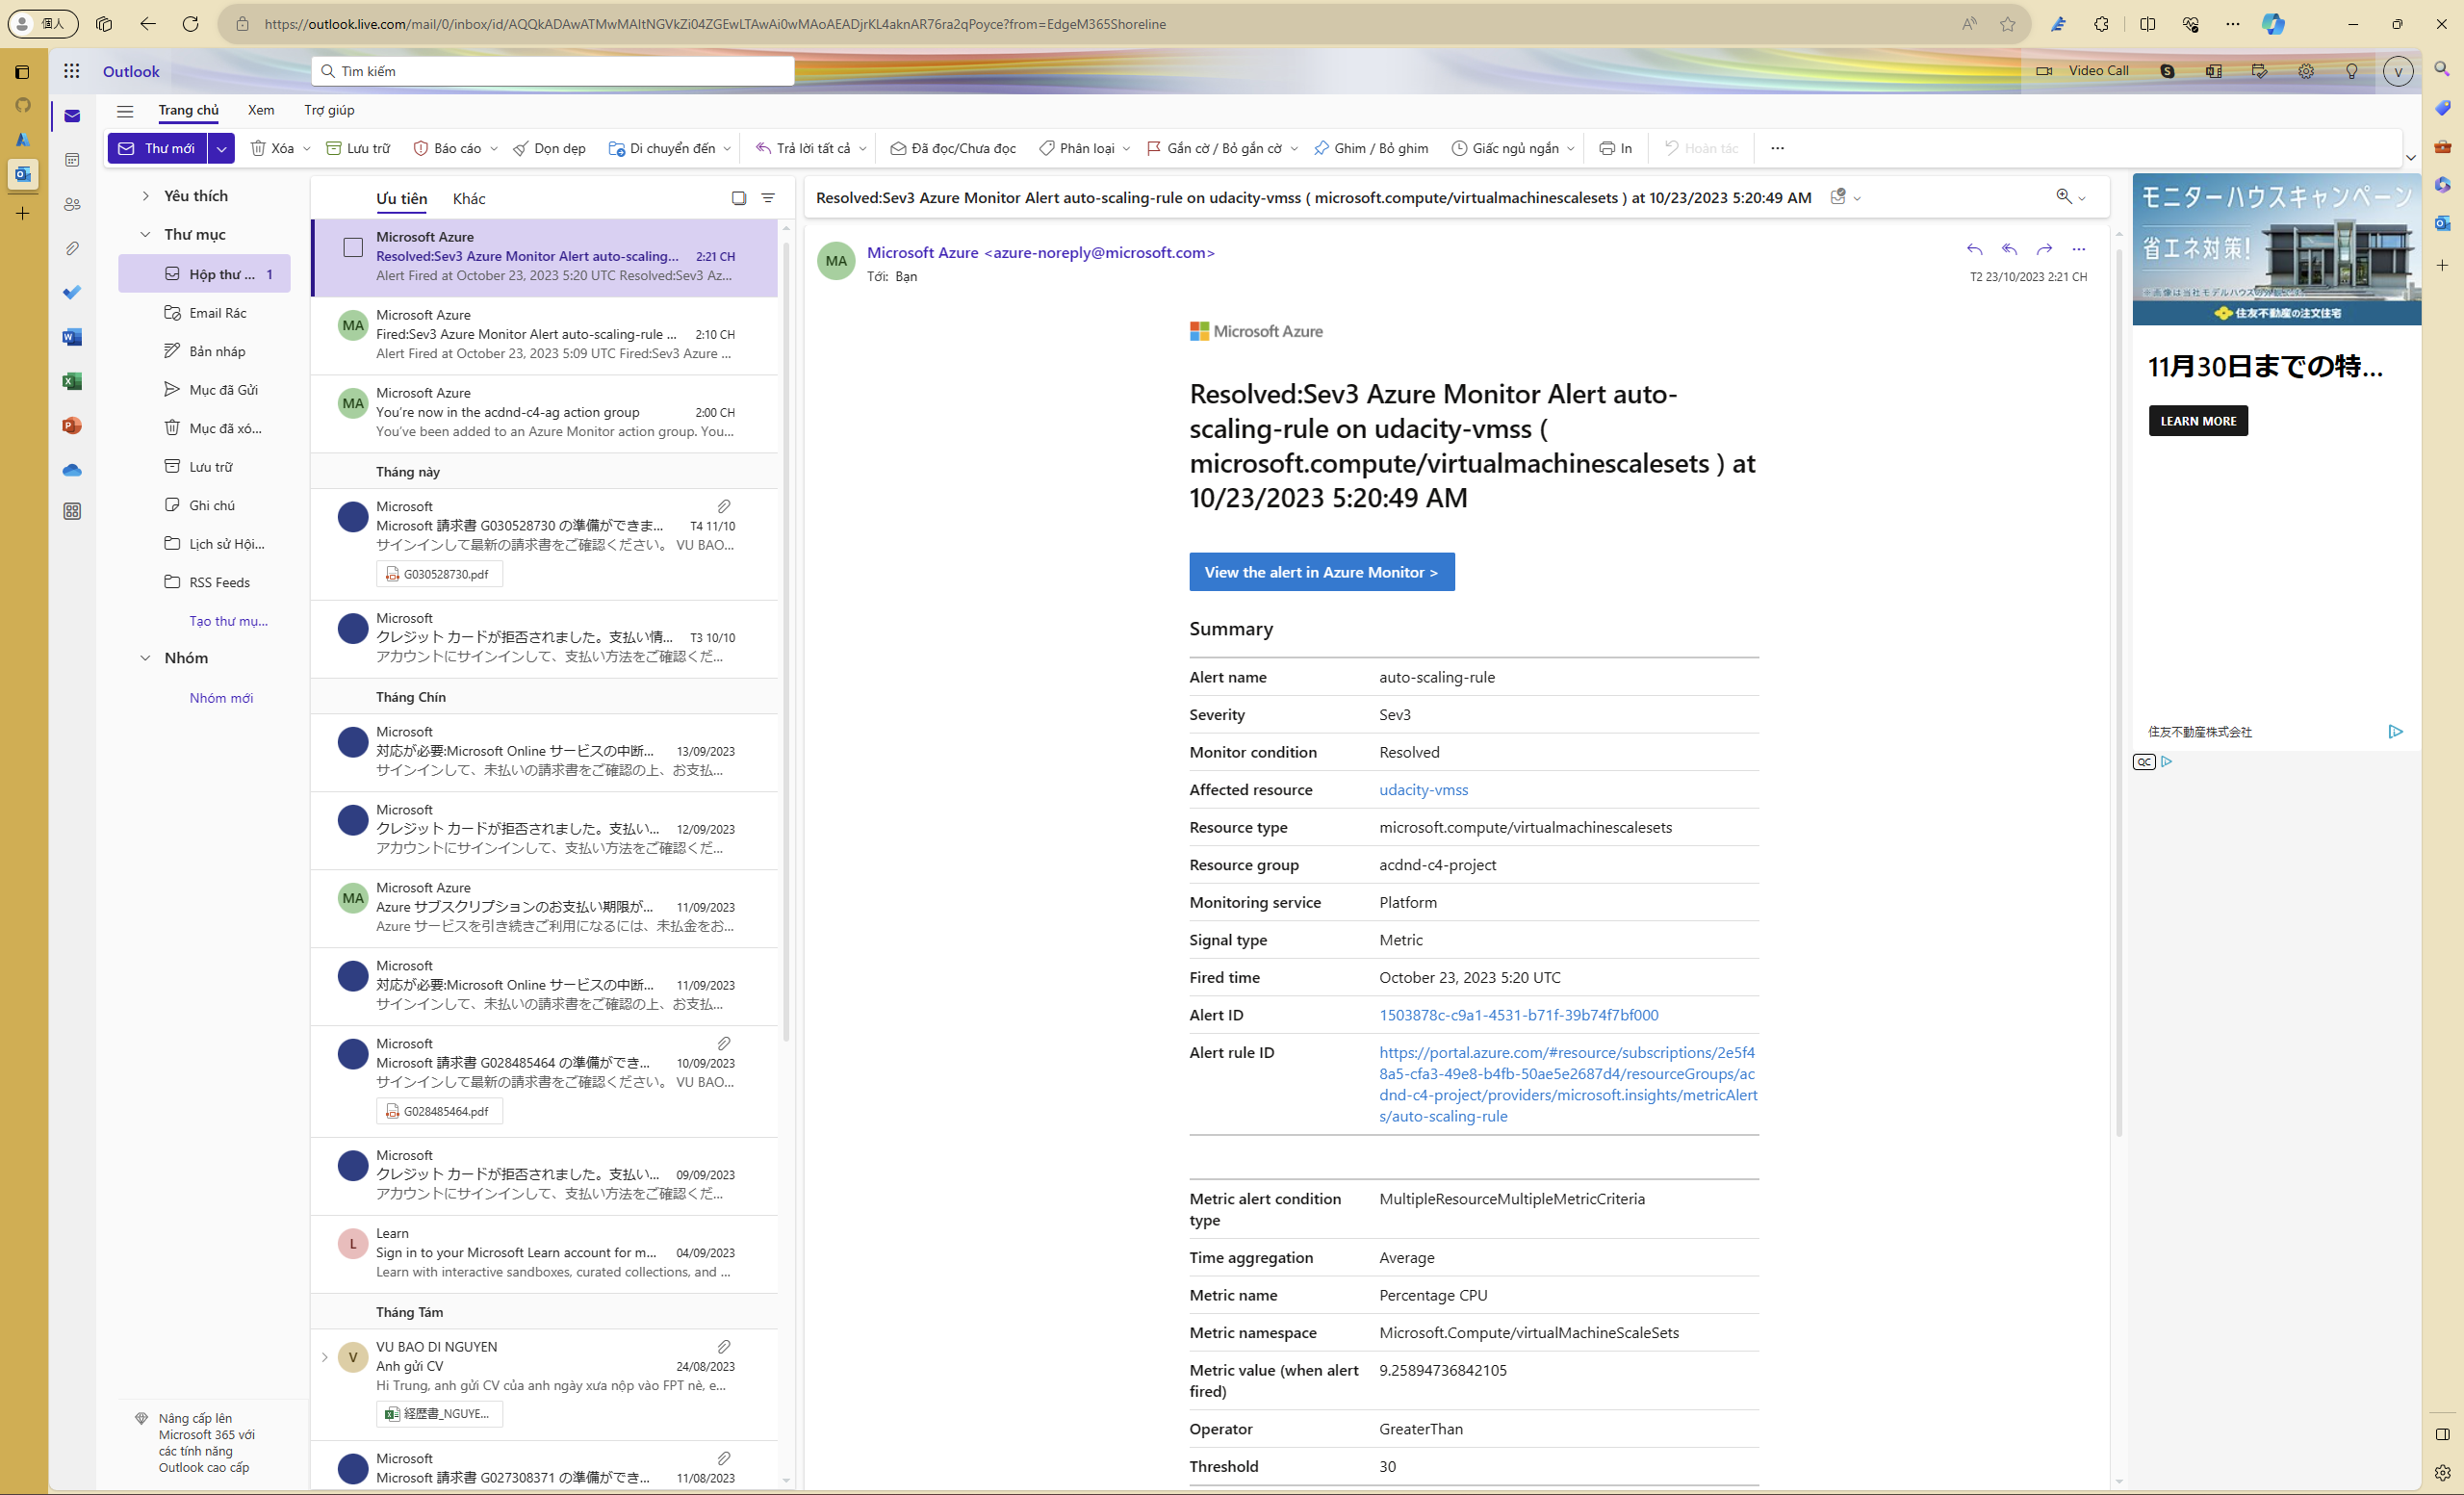 個人
https://outlook.live.com/mail/0/inbox/id/AQQkADAwATMwMAItNGVkZi04ZGEwLTAwAi0wMAoAEADjrKL4aknAR76ra2qPoyce?from=EdgeM365Shoreline
Outlook
Tìm kiếm
Video Call
V
Trang chủ
Xem
Trợ giúp
Thư mới
Xóa
Lưu trữ
Báo cáo
Dọn dẹp
Di chuyển đến
Trả lời tất cả
Đã đọc/Chưa đọc
Phân loại
Gắn cờ / Bỏ gắn cờ
Ghim / Bỏ ghim
Giấc ngủ ngắn
In
Hoàn tác
Yêu thích
Thư mục
Hộp thư ... 1
Email Rác
Bản nháp
Mục đã Gửi
Mục đã xó...
Lưu trữ
Ghi chú
Lịch sử Hội...
RSS Feeds
Tạo thư mụ...
Nhóm
Nhóm mới
Nâng cấp lên
Microsoft 365 với
các tính năng
Outlook cao cấp
Ưu tiên
Khác
Microsoft Azure
Resolved:Sev3 Azure Monitor Alert auto-scaling... 2:21 CH
Alert Fired at October 23, 2023 5:20 UTC Resolved:Sev3 Az...
MA
Microsoft Azure
Fired:Sev3 Azure Monitor Alert auto-scaling-rule ... 2:10 CH
Alert Fired at October 23, 2023 5:09 UTC Fired:Sev3 Azure ...
MA
Microsoft Azure
You're now in the acdnd-c4-ag action group 2:00 CH
You've been added to an Azure Monitor action group. You...
Tháng này
Microsoft
Microsoft 請求書 G030528730 の準備ができま... T4 11/10
サインインして最新の請求書をご確認ください。 VU BAO...
G030528730.pdf
Microsoft
クレジット カードが拒否されました。支払い情... T3 10/10
アカウントにサインインして、支払い方法をご確認くだ...
Tháng Chín
Microsoft
対応が必要:Microsoft Online サービスの中断... 13/09/2023
サインインして、未払いの請求書をご確認の上、お支払...
Microsoft
クレジット カードが拒否されました。支払い... 12/09/2023
アカウントにサインインして、支払い方法をご確認くだ...
MA
Microsoft Azure
Azure サブスクリプションのお支払い期限が... 11/09/2023
Azure サービスを引き続きご利用になるには、未払金をお...
Microsoft
対応が必要:Microsoft Online サービスの中断... 11/09/2023
サインインして、未払いの請求書をご確認の上、お支払...
Microsoft
Microsoft 請求書 G028485464 の準備ができ... 10/09/2023
サインインして最新の請求書をご確認ください。 VU BAO...
G028485464.pdf
Microsoft
クレジット カードが拒否されました。支払い... 09/09/2023
アカウントにサインインして、支払い方法をご確認くだ...
L
Learn
Sign in to your Microsoft Learn account for m... 04/09/2023
Learn with interactive sandboxes, curated collections, and ...
Tháng Tám
V
VU BAO DI NGUYEN
Anh gửi CV 24/08/2023
Hi Trung, anh gửi CV của anh ngày xưa nộp vào FPT nè, e...
経歴書_NGUYE...
Microsoft
Microsoft 請求書 G027308371 の準備ができ... 11/08/2023
Resolved:Sev3 Azure Monitor Alert auto-scaling-rule on udacity-vmss ( microsoft.compute/virtualmachinescalesets ) at 10/23/2023 5:20:49 AM
MA
Microsoft Azure <azure-noreply@microsoft.com>
Tới: Bạn
T2 23/10/2023 2:21 CH
Microsoft Azure
Resolved:Sev3 Azure Monitor Alert auto-
scaling-rule on udacity-vmss (
microsoft.compute/virtualmachinescalesets ) at
10/23/2023 5:20:49 AM
View the alert in Azure Monitor >
Summary
Alert name auto-scaling-rule
Severity Sev3
Monitor condition Resolved
Affected resource udacity-vmss
Resource type microsoft.compute/virtualmachinescalesets
Resource group acdnd-c4-project
Monitoring service Platform
Signal type Metric
Fired time October 23, 2023 5:20 UTC
Alert ID 1503878c-c9a1-4531-b71f-39b74f7bf000
Alert rule ID https://portal.azure.com/#resource/subscriptions/2e5f4
8a5-cfa3-49e8-b4fb-50ae5e2687d4/resourceGroups/ac
dnd-c4-project/providers/microsoft.insights/metricAlert
s/auto-scaling-rule
Metric alert condition MultipleResourceMultipleMetricCriteria
type
Time aggregation Average
Metric name Percentage CPU
Metric namespace Microsoft.Compute/virtualMachineScaleSets
Metric value (when alert 9.25894736842105
fired)
Operator GreaterThan
Threshold 30
モニターハウスキャンペーン
省エネ対策!
※画像は当社モデルハウスの外観です。
住友不動産の注文住宅
11月30日までの特...
LEARN MORE
住友不動産株式会社
QC